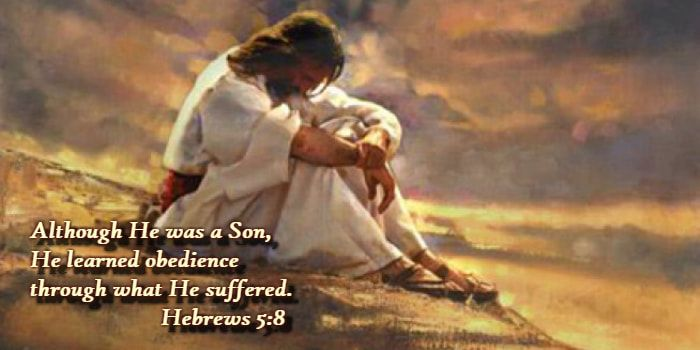 Although He was a Son,
He learned obedience
through what He suffered.
Hebrews 5:8